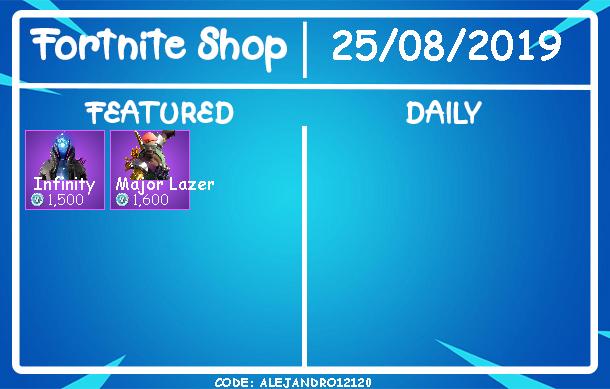 Fortnite Shop
25/08/2019
FEATURED
DAILY
Infinity
1,500
Major Lazer
1,600
CODE: ALEJANDRO12120